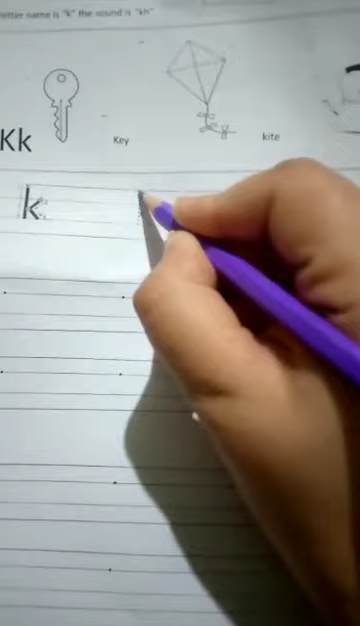 letter name is "k" the sound is "kh"
Kk
Key
kite
k